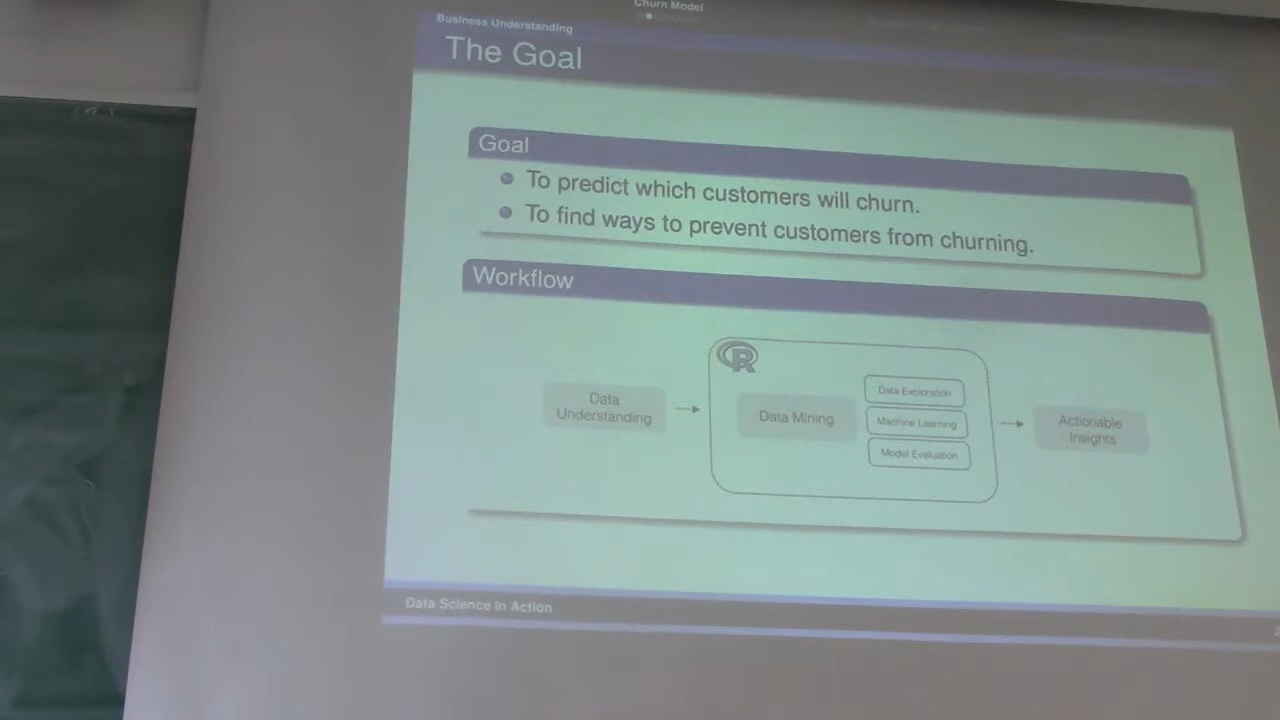 Churn Model
Business Understanding
The Goal
Goal
To predict which customers will churn.
To find ways to prevent customers from churning.
Workflow
R
Data
Understanding
Data Mining
Data Exploration
Machine Learning
Model Evaluation
Actionable
Insights
Data Science in Action